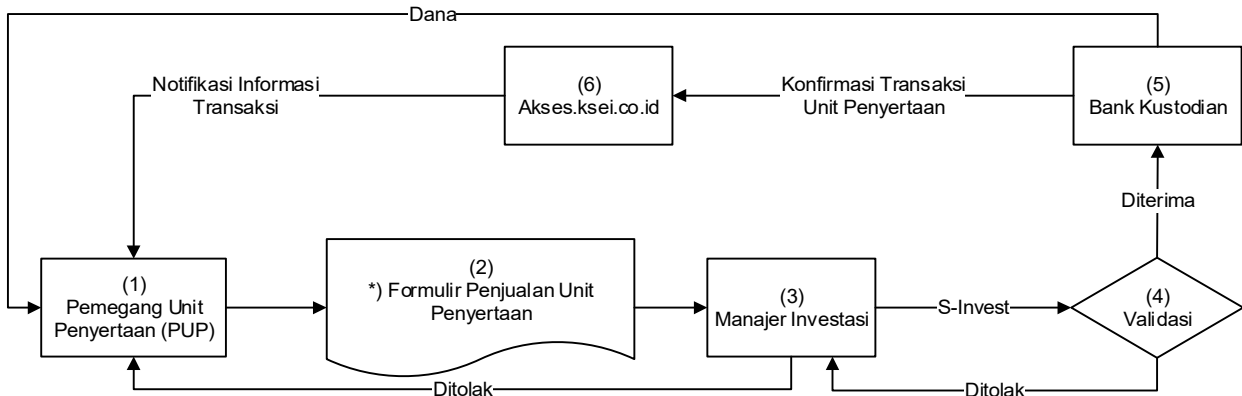 Dana
Notifikasi Informasi
Transaksi
(6)
Akses.ksei.co.id
Konfirmasi Transaksi
Unit Penyertaan
(5)
Bank Kustodian
Diterima
(1)
Pemegang Unit
Penyertaan (PUP)
(2)
*) Formulir Penjualan Unit
Penyertaan
(3)
Manajer Investasi
S-Invest
(4)
Validasi
Ditolak
Ditolak